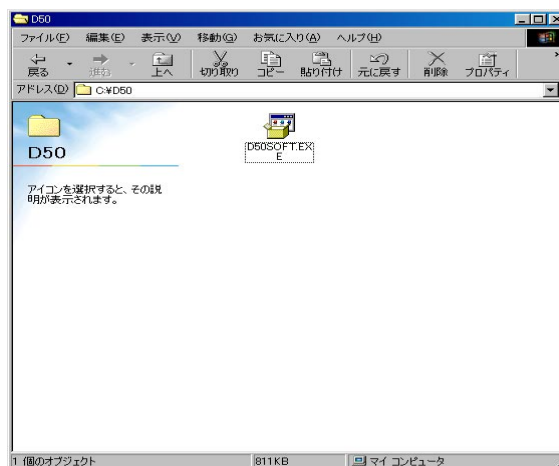 D50
ファイル(F) 編集(E) 表示(V) 移動(G) お気に入り(A) ヘルプ(H)
戻る 進む 上へ 切り取り コピー 貼り付け 元に戻す 削除 プロパティ
アドレス(D) C:¥D50
D50
アイコンを選択すると、その説
明が表示されます。
D50SOFT.EX
E
1 個のオブジェクト 811KB マイ コンピュータ